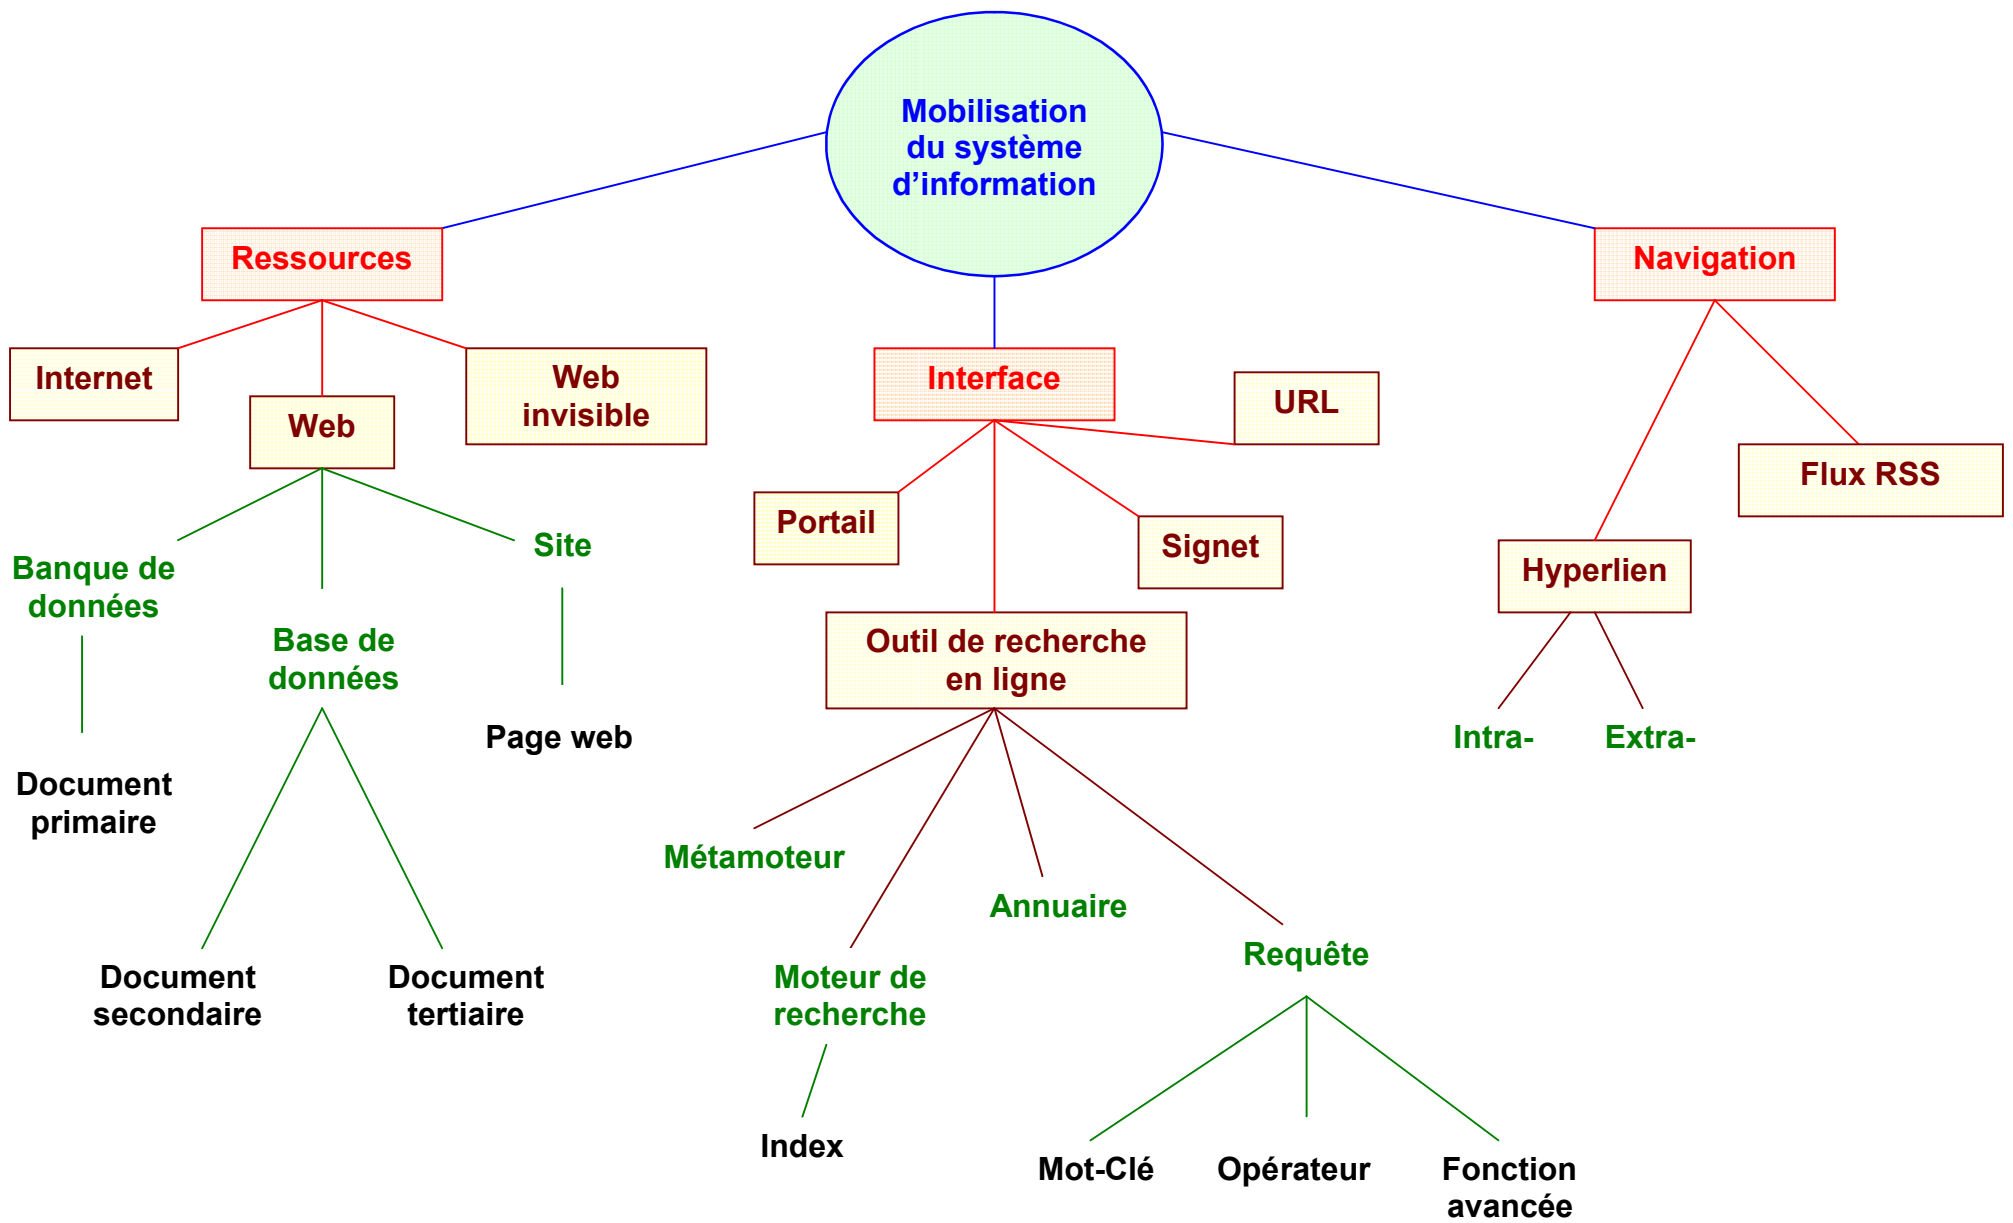 Mobilisation
du système
d’information
Ressources
Navigation
Internet
Web
invisible
Interface
URL
Web
Flux RSS
Portail
Signet
Site
Banque de
données
Hyperlien
Base de
données
Outil de recherche
en ligne
Page web
Intra-
Extra-
Document
primaire
Métamoteur
Annuaire
Requête
Document
secondaire
Document
tertiaire
Moteur de
recherche
Index
Mot-Clé
Opérateur
Fonction
avancée